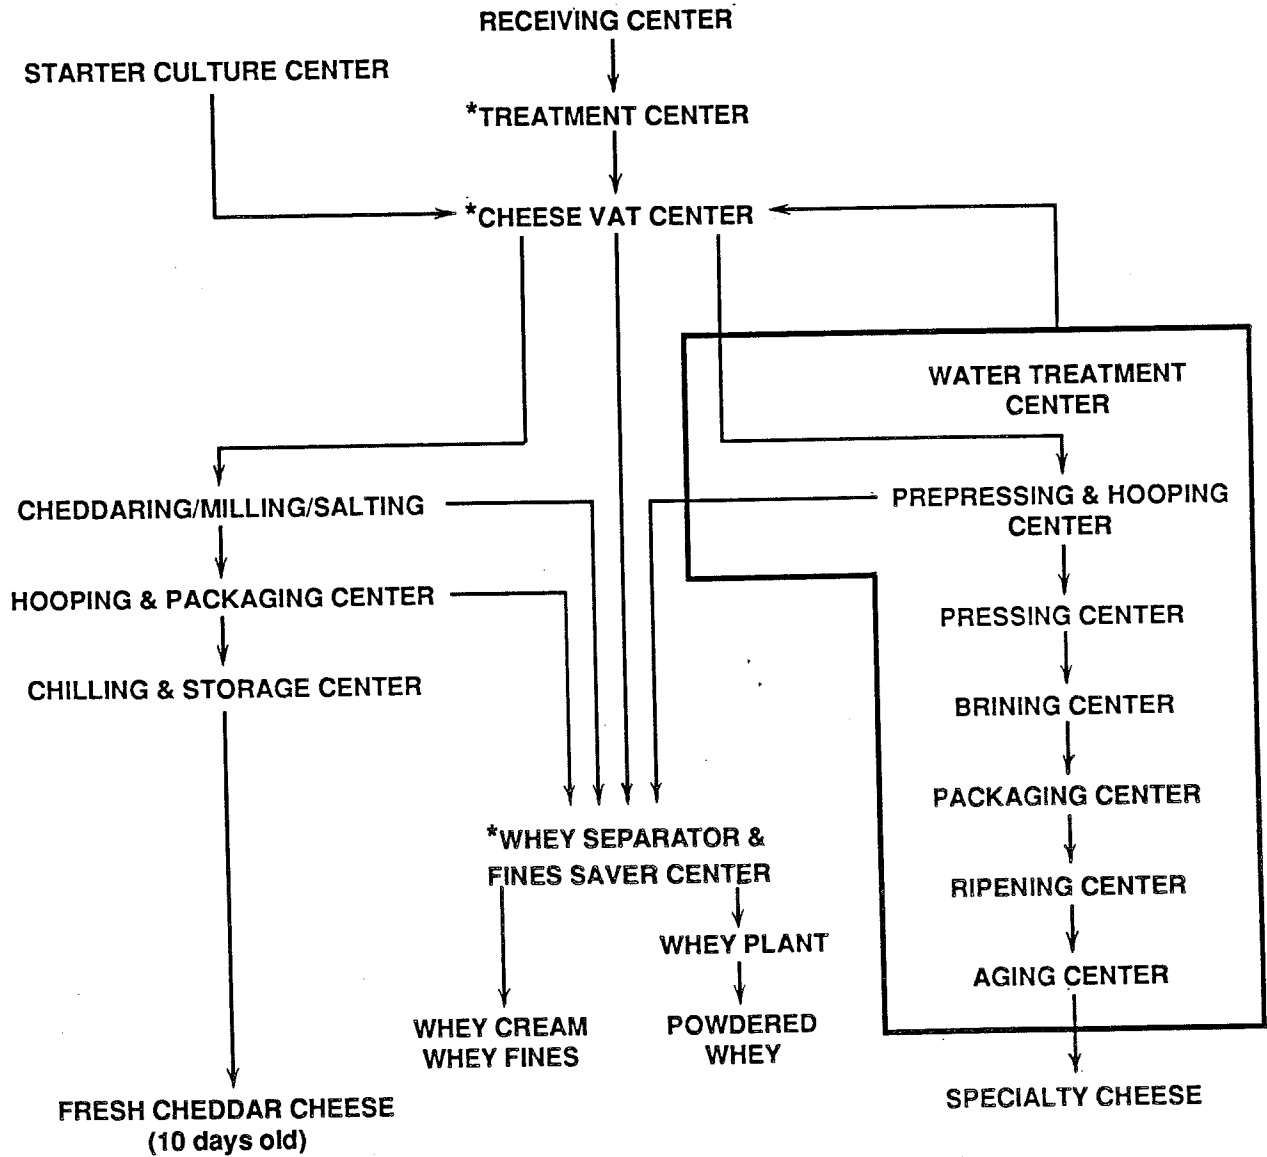 RECEIVING CENTER
STARTER CULTURE CENTER
*TREATMENT CENTER
*CHEESE VAT CENTER
WATER TREATMENT
CENTER
CHEDDARING/MILLING/SALTING
PREPRESSING & HOOPING
CENTER
HOOPING & PACKAGING CENTER
PRESSING CENTER
CHILLING & STORAGE CENTER
BRINING CENTER
PACKAGING CENTER
*WHEY SEPARATOR &
FINES SAVER CENTER
RIPENING CENTER
WHEY PLANT
AGING CENTER
WHEY CREAM
WHEY FINES
POWDERED
WHEY
SPECIALTY CHEESE
FRESH CHEDDAR CHEESE
(10 days old)